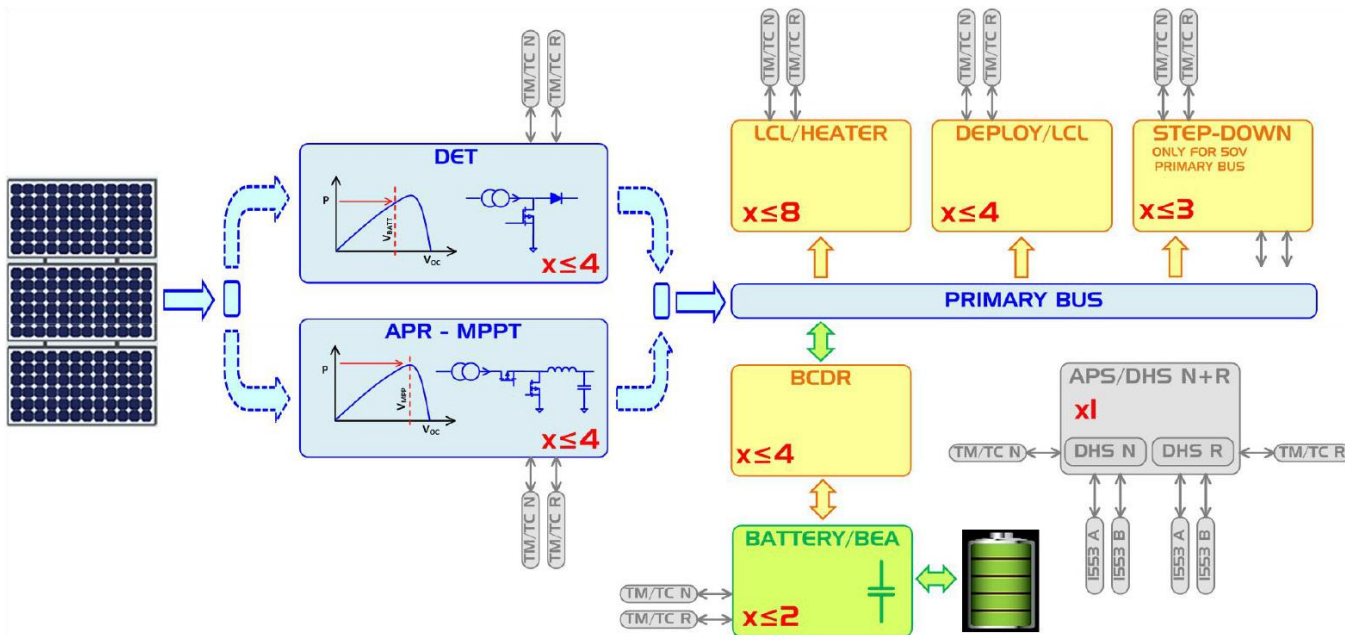 TM/TC N
TM/TC R
DET
P
V_BATT
V_OC
x≤4
APR - MPPT
P
V_MPP
V_OC
x≤4
TM/TC N
TM/TC R
TM/TC N
TM/TC R
LCL/HEATER
x≤8
TM/TC N
TM/TC R
DEPLOY/LCL
x≤4
TM/TC N
TM/TC R
STEP-DOWN
ONLY FOR 50V
PRIMARY BUS
x≤3
PRIMARY BUS
BCDR
x≤4
APS/DHS N+R
x1
TM/TC N
DHS N
DHS R
TM/TC R
1553 A
1553 B
1553 A
1553 B
BATTERY/BEA
x≤2
TM/TC N
TM/TC R